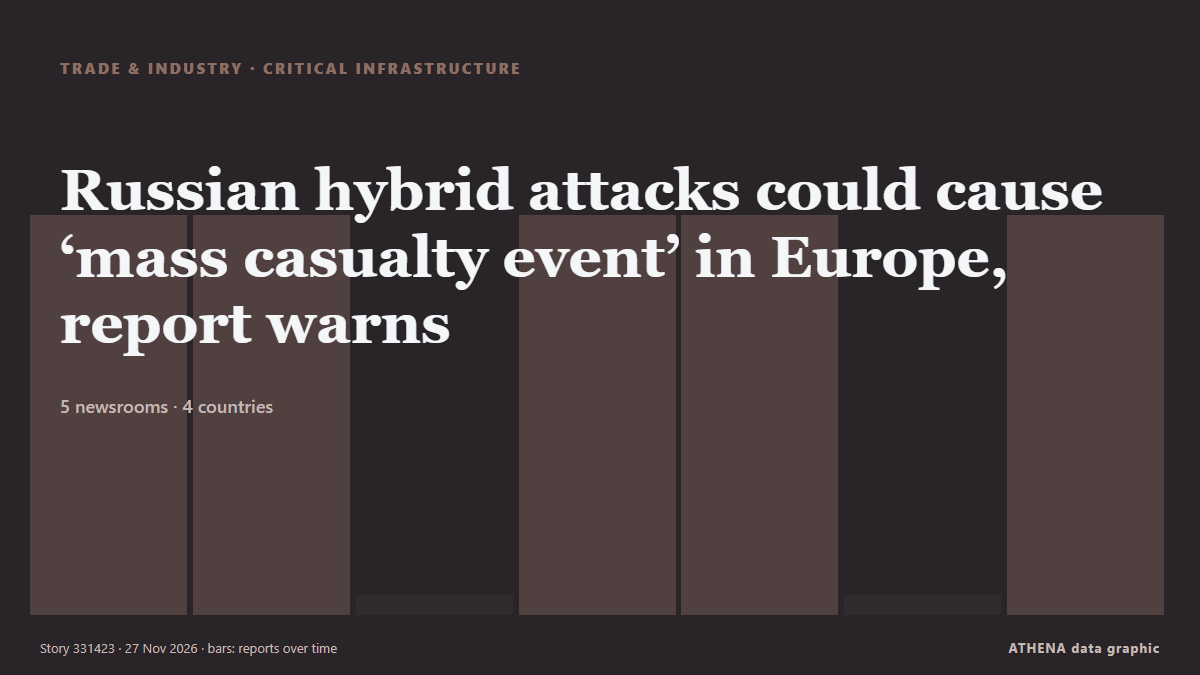 TRADE & INDUSTRY · CRITICAL INFRASTRUCTURE
Russian hybrid attacks could cause
‘mass casualty event’ in Europe,
report warns
5 newsrooms · 4 countries
Story 331423 · 27 Nov 2026 · bars: reports over time
ATHENA data graphic